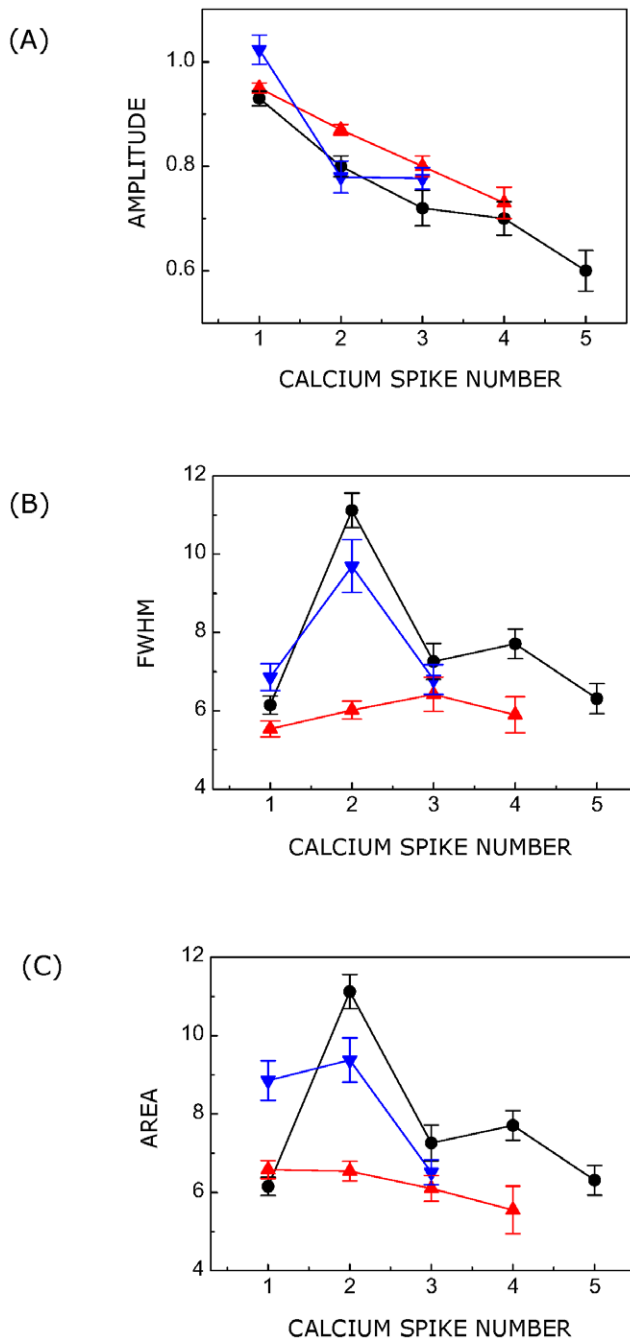 (A)
AMPLITUDE
1.0
0.8
0.6
1 2 3 4 5
CALCIUM SPIKE NUMBER
(B)
FWHM
12
10
8
6
4
1 2 3 4 5
CALCIUM SPIKE NUMBER
(C)
AREA
12
10
8
6
4
1 2 3 4 5
CALCIUM SPIKE NUMBER